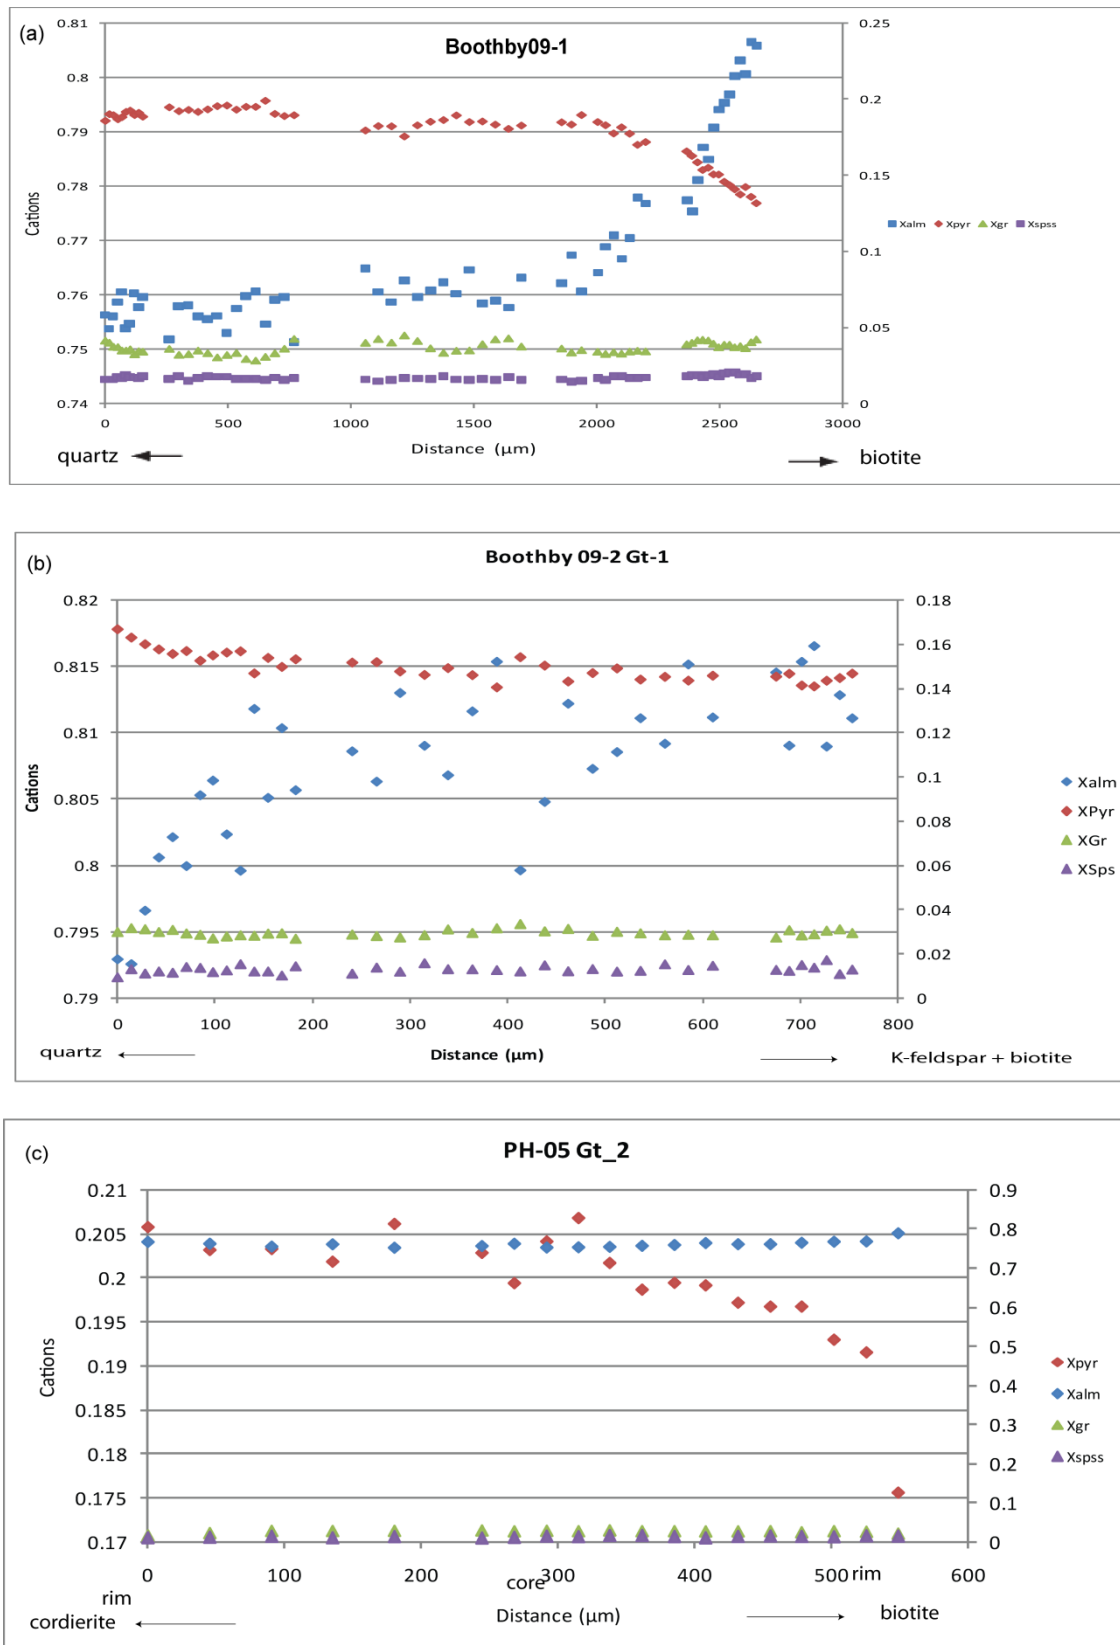 (a)
Boothby09-1
0.81 0.25
0.8 0.2
0.79
0.78 0.15
0.77
0.76 0.1
0.75 0.05
0.74 0
Cations
Xalm Xpyr Xgr Xspss
0 500 1000 1500 2000 2500 3000
Distance (μm)
quartz biotite
(b)
Boothby 09-2 Gt-1
0.82 0.18
0.16
0.815 0.14
0.81 0.12
0.1
0.805
0.08
0.8 0.06
0.04
0.795
0.02
0.79 0
Cations
Xalm
XPyr
XGr
XSps
0 100 200 300 400 500 600 700 800
quartz Distance (μm) K-feldspar + biotite
(c)
PH-05 Gt_2
0.21 0.9
0.205 0.8
0.7
0.2
0.6
0.195 0.5
0.19
0.4
0.185
0.3
0.18 0.2
0.175 0.1
0.17 0
Cations
Xpyr
Xalm
Xgr
Xspss
0 100 200 300 400 500 600
rim core rim
cordierite Distance (μm) biotite